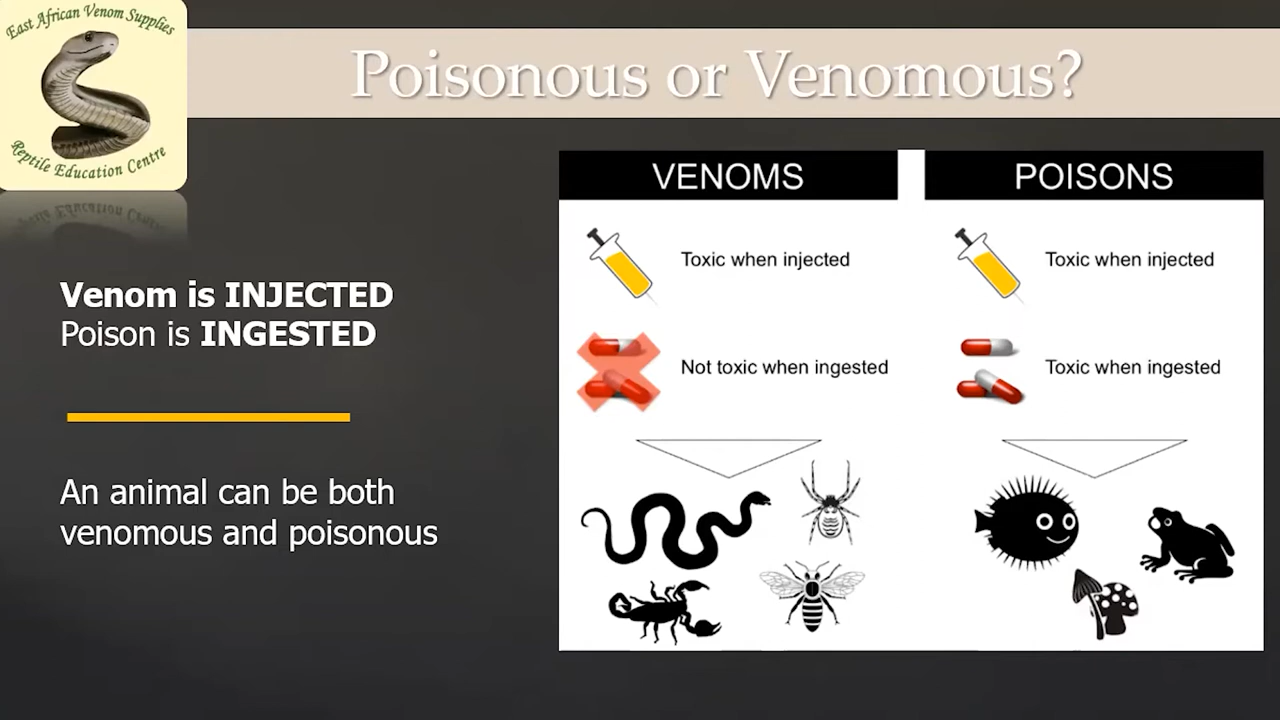 East African Venom Supplies
Reptile Education Centre
Poisonous or Venomous?
Venom is INJECTED
Poison is INGESTED
An animal can be both
venomous and poisonous
VENOMS
Toxic when injected
Not toxic when ingested
POISONS
Toxic when injected
Toxic when ingested